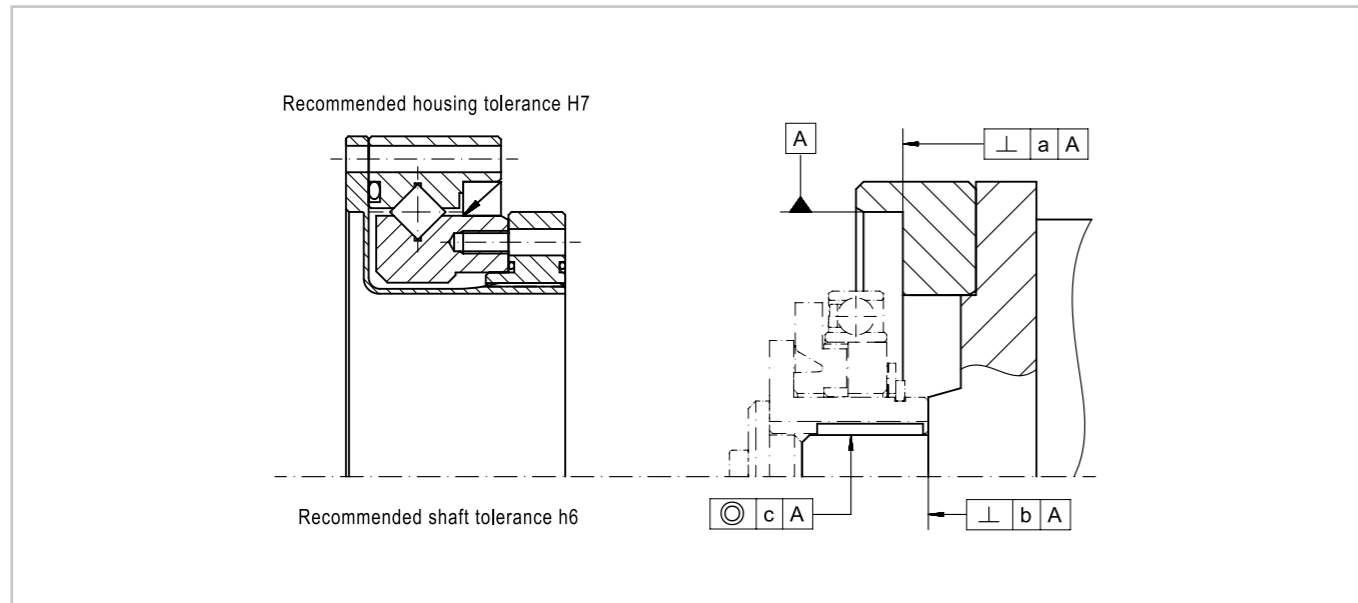 Recommended housing tolerance H7
A
⊥ a A
Recommended shaft tolerance h6
◎ c A
⊥ b A